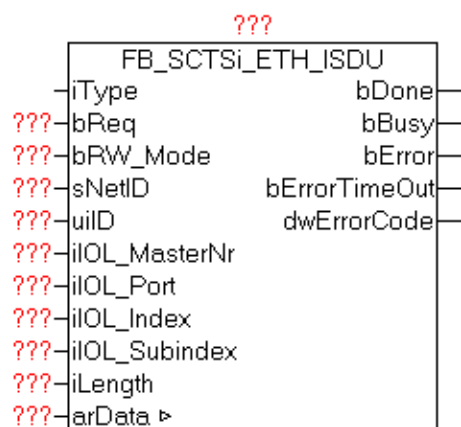 ???
FB_SCTSi_ETH_ISDU
iType bDone
??? bReq bBusy
??? bRW_Mode bError
??? sNetID bErrorTimeOut
??? uiID dwErrorCode
??? iIOL_MasterNr
??? iIOL_Port
??? iIOL_Index
??? iIOL_Subindex
??? iLength
??? arData ▹